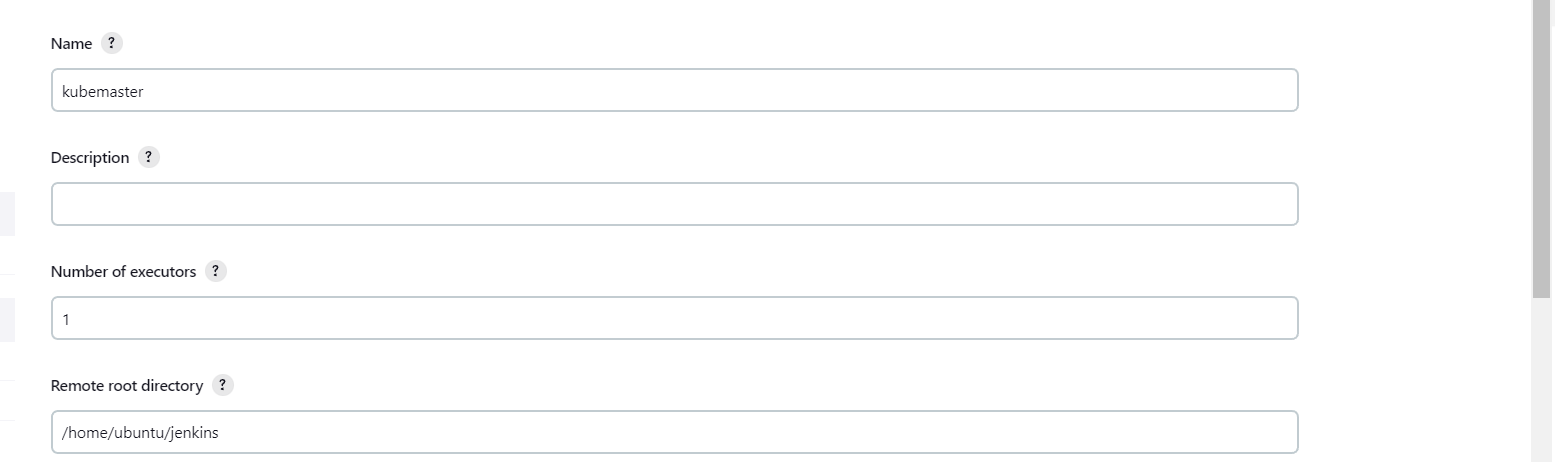 Name ?
kubemaster
Description ?
Number of executors ?
1
Remote root directory ?
/home/ubuntu/jenkins